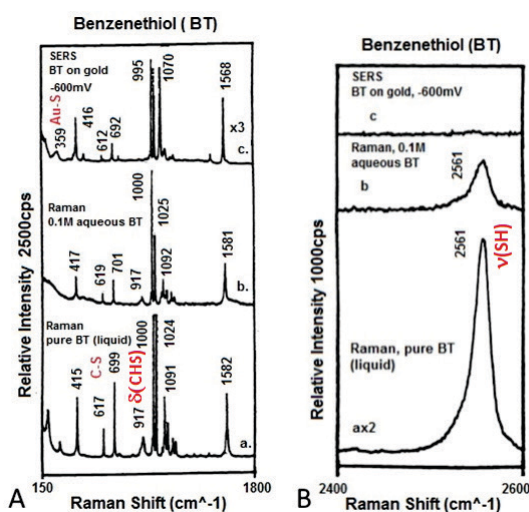 Benzenethiol ( BT)
SERS
BT on gold
-600mV
Au-S
359
416
612
692
995
1070
1568
x3
c.
Raman
0.1M aqueous BT
417
619
701
917
1000
1025
1092
1581
b.
Raman
pure BT (liquid)
415
C-S
617
699
δ(CHS)
917
1000
1024
1091
1582
a.
Relative Intensity 2500cps
A
150
1800
Raman Shift (cm^-1)
Benzenethiol (BT)
SERS
BT on gold, -600mV
c
Raman, 0.1M
aqueous BT
b
2561
2561
ν(SH)
Raman, pure BT
(liquid)
ax2
Relative Intensity 1000cps
B
2400
2600
Raman Shift (cm^-1)